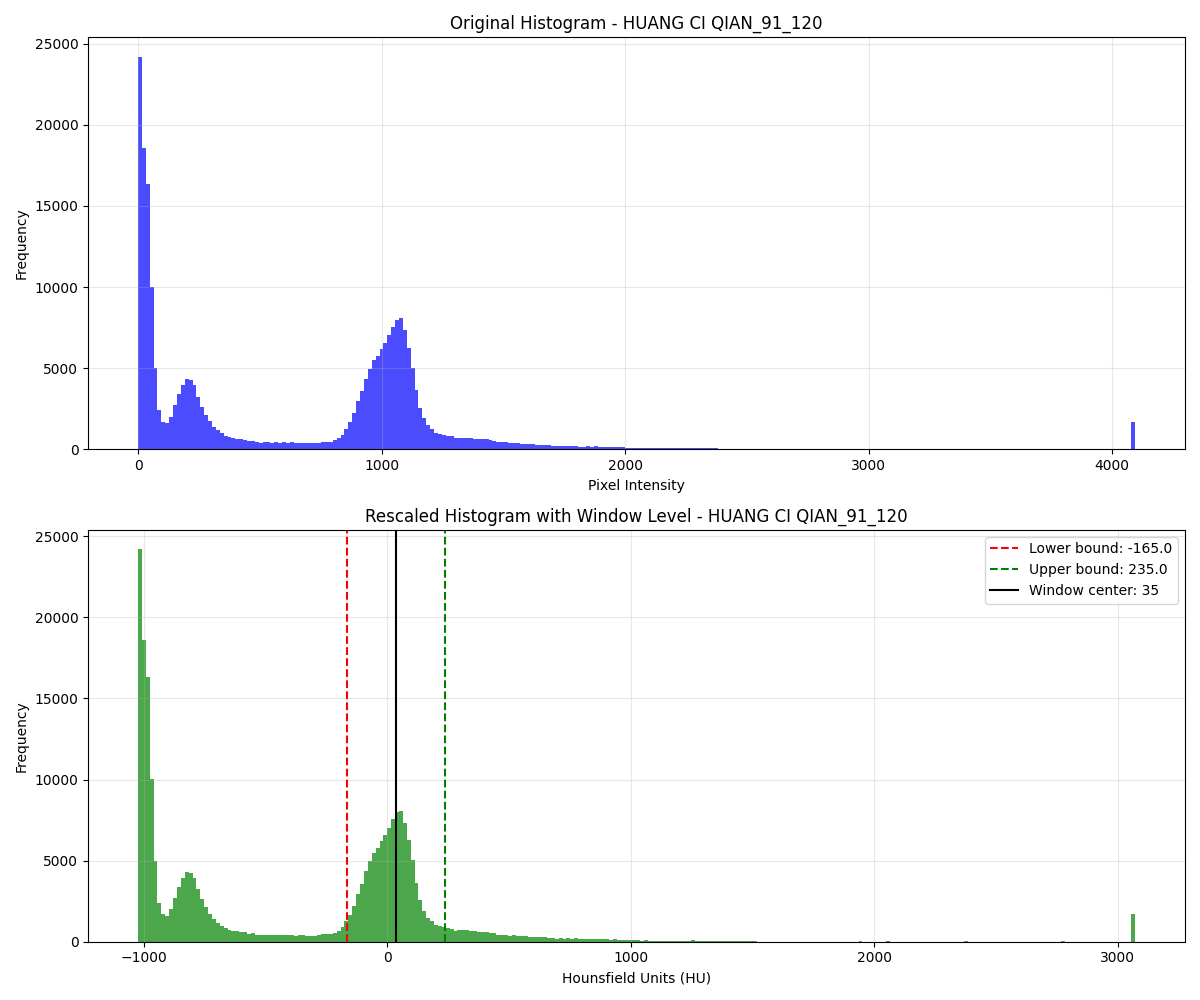 Original Histogram - HUANG CI QIAN_91_120
25000
20000
15000
10000
5000
0
Frequency
0 1000 2000 3000 4000
Pixel Intensity
Rescaled Histogram with Window Level - HUANG CI QIAN_91_120
25000
20000
15000
10000
5000
0
Frequency
Lower bound: -165.0
Upper bound: 235.0
Window center: 35
−1000 0 1000 2000 3000
Hounsfield Units (HU)